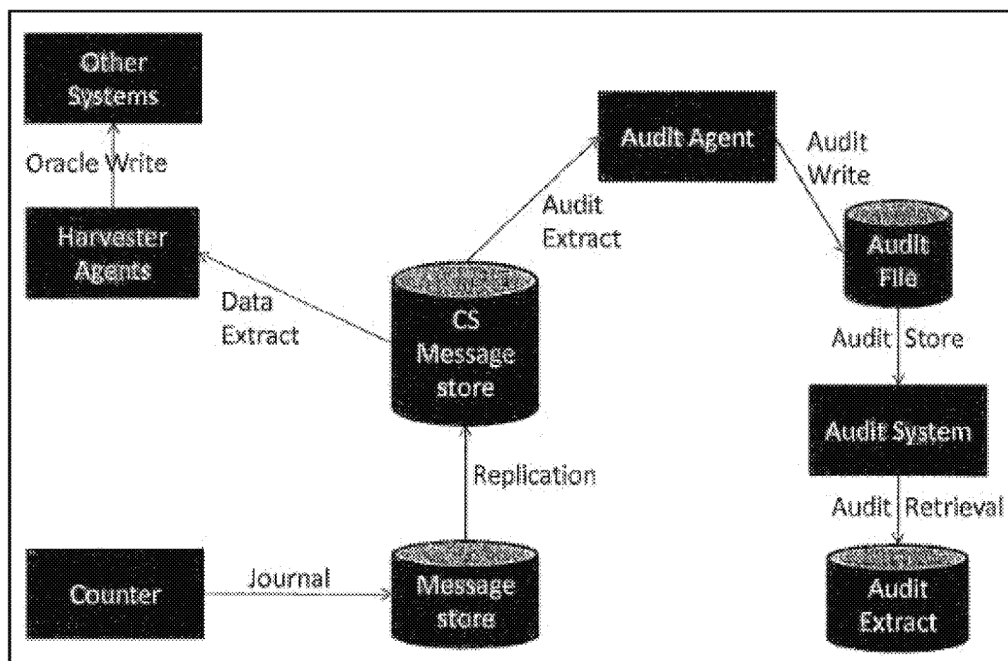 Other
Systems
Oracle Write
Harvester
Agents
Data
Extract
CS
Message
store
Audit
Extract
Audit Agent
Audit
Write
Audit
File
Audit Store
Audit System
Audit Retrieval
Audit
Extract
Replication
Counter
Journal
Message
store